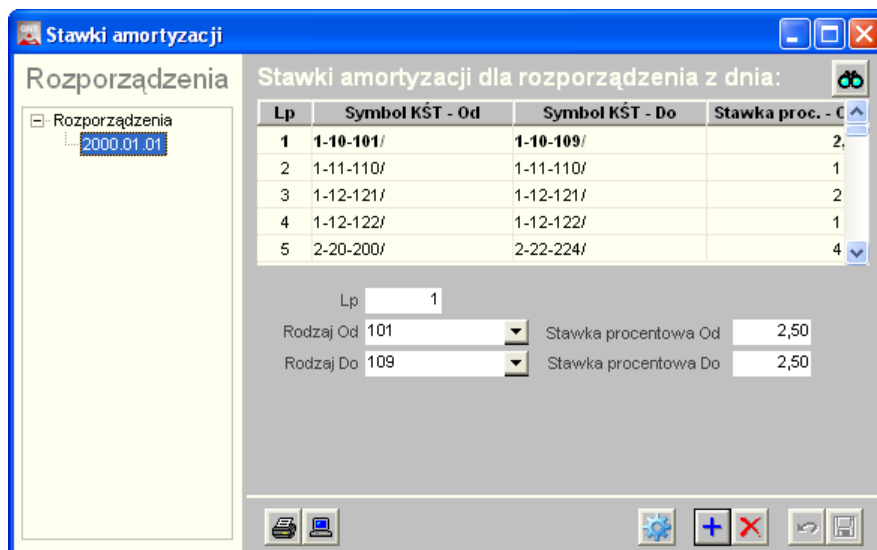 QNT Stawki amortyzacji
Rozporządzenia
Rozporządzenia
2000.01.01
Stawki amortyzacji dla rozporządzenia z dnia:
Lp Symbol KŚT - Od Symbol KŚT - Do Stawka proc. -
1 1-10-101/ 1-10-109/ 2,
2 1-11-110/ 1-11-110/ 1
3 1-12-121/ 1-12-121/ 2
4 1-12-122/ 1-12-122/ 1
5 2-20-200/ 2-22-224/ 4
Lp 1
Rodzaj Od 101 Stawka procentowa Od 2,50
Rodzaj Do 109 Stawka procentowa Do 2,50